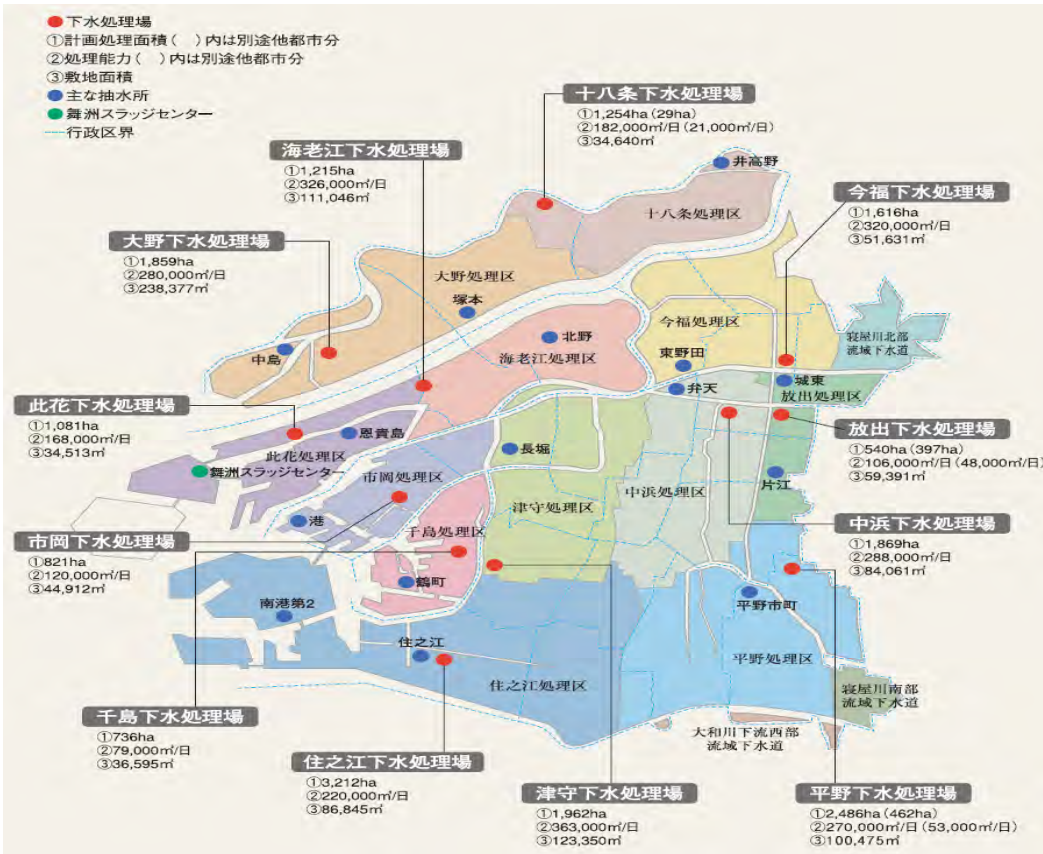 下水処理場
①計画処理面積(　)内は別途他都市分
②処理能力(　)内は別途他都市分
③敷地面積
主な抽水所
舞洲スラッジセンター
行政区界
十八条下水処理場
①1,254ha(29ha)
②182,000㎥/日(21,000㎥/日)
③34,640㎡
海老江下水処理場
①1,215ha
②326,000㎥/日
③111,046㎡
井高野
十八条処理区
今福下水処理場
①1,616ha
②320,000㎥/日
③51,631㎡
大野下水処理場
①1,859ha
②280,000㎥/日
③238,377㎡
大野処理区
塚本
中島
北野
海老江処理区
今福処理区
東野田
寝屋川北部
流域下水道
弁天
城東
放出処理区
此花下水処理場
①1,081ha
②168,000㎥/日
③34,513㎡
恩貴島
此花処理区
舞洲スラッジセンター
長堀
市岡処理区
放出下水処理場
①540ha(397ha)
②106,000㎥/日(48,000㎥/日)
③59,391㎡
片江
中浜処理区
津守処理区
港
千島処理区
市岡下水処理場
①821ha
②120,000㎥/日
③44,912㎡
中浜下水処理場
①1,869ha
②288,000㎥/日
③84,061㎡
鶴町
南港第2
平野市町
住之江
住之江処理区
平野処理区
寝屋川南部
流域下水道
大和川下流西部
流域下水道
千島下水処理場
①736ha
②79,000㎥/日
③36,595㎡
住之江下水処理場
①3,212ha
②220,000㎥/日
③86,845㎡
津守下水処理場
①1,962ha
②363,000㎥/日
③123,350㎡
平野下水処理場
①2,486ha(462ha)
②270,000㎥/日(53,000㎥/日)
③100,475㎡